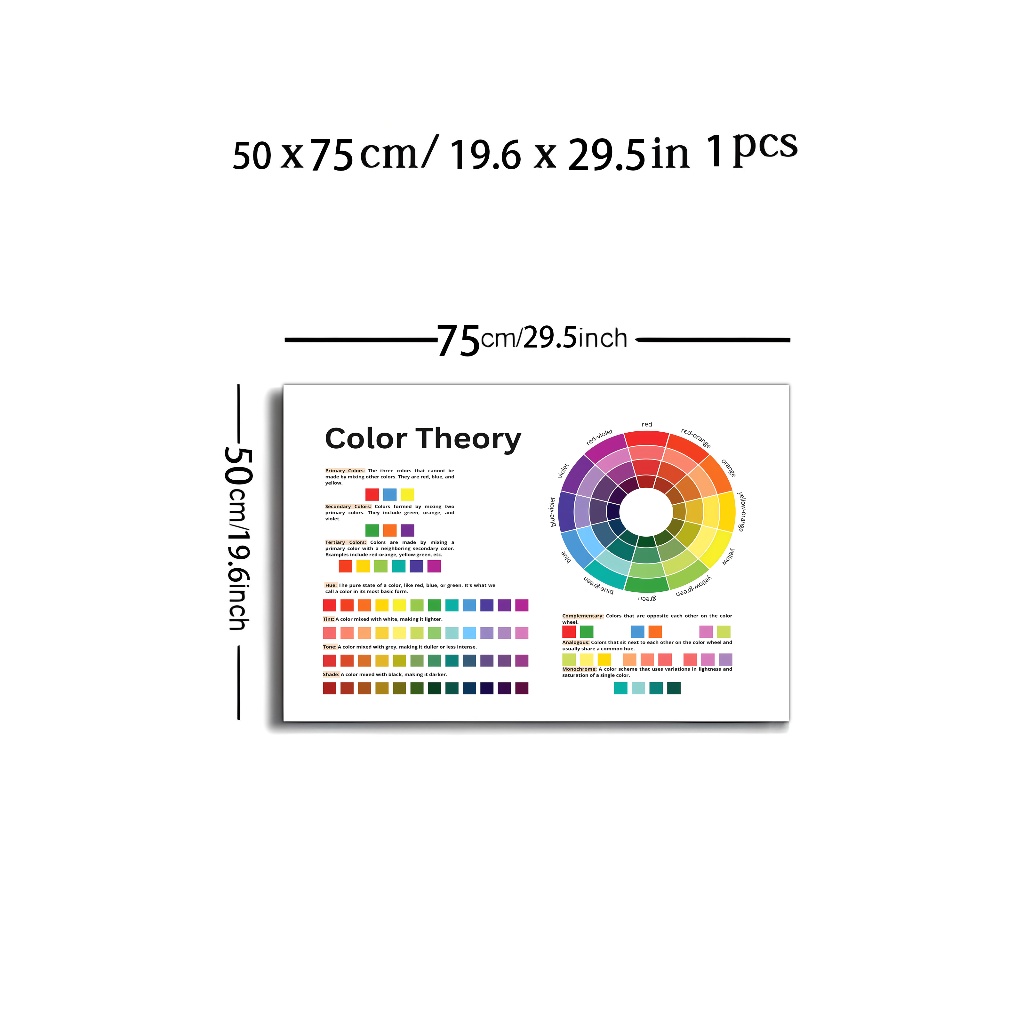 50 x 75cm/ 19.6 x 29.5in 1pcs
75cm/29.5inch
50cm/19.6inch
Color Theory
Primary Colors: The three colors that cannot be
made by mixing other colors. They are red, blue, and
yellow.
Secondary Colors: Colors formed by mixing two
primary colors. They include green, orange, and
violet.
Tertiary Colors: Colors are made by mixing a
primary color with a neighboring secondary color.
Examples include red-orange, yellow-green, etc.
Hue: The pure state of a color, like red, blue, or green. It's what we
call a color in its most basic form.
Tint: A color mixed with white, making it lighter.
Tone: A color mixed with grey, making it duller or less intense.
Shade: A color mixed with black, making it darker.
red
red-orange
orange
yellow-orange
yellow
yellow-green
green
blue-green
blue
blue-violet
violet
red-violet
Complementary: Colors that are opposite each other on the color
wheel.
Analogous: Colors that sit next to each other on the color wheel and
usually share a common hue.
Monochrome: A color scheme that uses variations in lightness and
saturation of a single color.